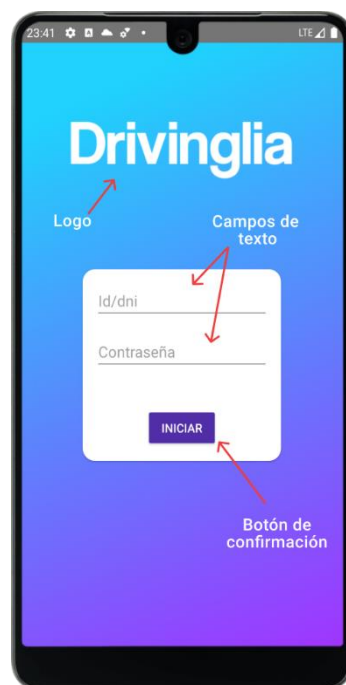 23:41
LTE
Drivinglia
Logo
Campos de
texto
Id/dni
Contraseña
INICIAR
Botón de
confirmación